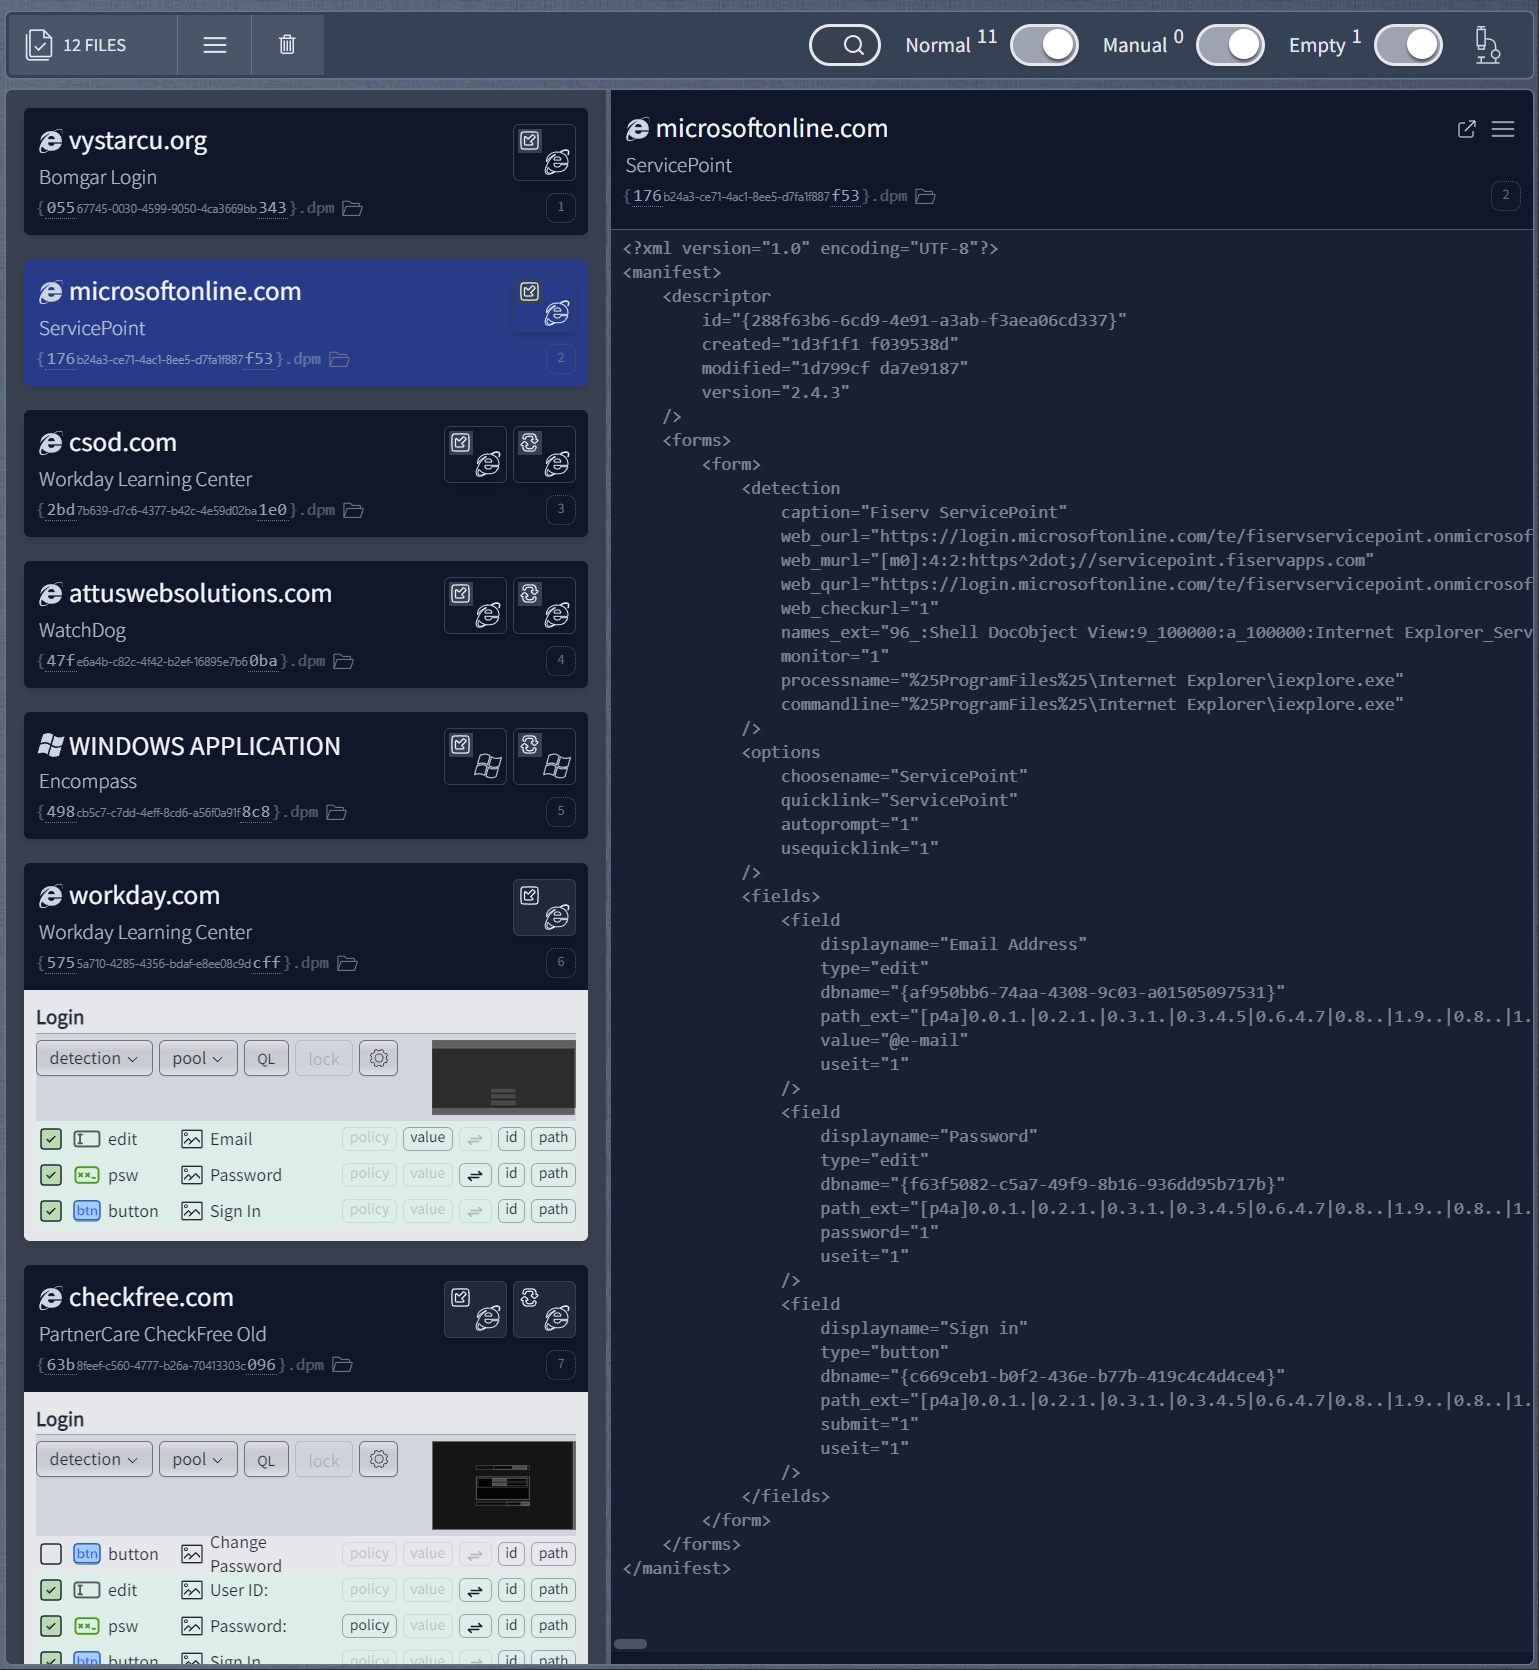 12 FILES
Normal 11
Manual 0
Empty 1
vystarcu.org
Bomgar Login
{05567745-0030-4599-9050-4ca3669bb343}.dpm
1
microsoftonline.com
ServicePoint
{176b24a3-ce71-4ac1-8ee5-d7fa1f887f53}.dpm
2
csod.com
Workday Learning Center
{2bd7b639-d7c6-4377-b42c-4e59d02ba1e0}.dpm
3
attuswebsolutions.com
WatchDog
{47fe6a4b-c82c-4f42-b2ef-16895e7b60ba}.dpm
4
WINDOWS APPLICATION
Encompass
{498cb5c7-c7dd-4eff-8cd6-a56f0a91f8c8}.dpm
5
workday.com
Workday Learning Center
{5755a710-4285-4356-bdaf-e8ee08c9dcff}.dpm
6
Login
detection pool QL lock
edit Email policy value id path
psw Password policy value id path
btn button Sign In policy value id path
checkfree.com
PartnerCare CheckFree Old
{63b8feef-c560-4777-b26a-70413303c096}.dpm
7
Login
detection pool QL lock
btn button Change Password policy value id path
edit User ID: policy value id path
psw Password: policy value id path
btn button Sign In policy value id path
microsoftonline.com
ServicePoint
{176b24a3-ce71-4ac1-8ee5-d7fa1f887f53}.dpm
2
<?xml version="1.0" encoding="UTF-8"?>
<manifest>
<descriptor
id="{288f63b6-6cd9-4e91-a3ab-f3aea06cd337}"
created="1d3f1f1 f039538d"
modified="1d799cf da7e9187"
version="2.4.3"
/>
<forms>
<form>
<detection
caption="Fiserv ServicePoint"
web_ourl="https://login.microsoftonline.com/te/fiservservicepoint.onmicrosof
web_murl="[m0]:4:2:https^2dot;//servicepoint.fiservapps.com"
web_qurl="https://login.microsoftonline.com/te/fiservservicepoint.onmicrosof
web_checkurl="1"
names_ext="96_:Shell DocObject View:9_100000:a_100000:Internet Explorer_Serv
monitor="1"
processname="%25ProgramFiles%25\Internet Explorer\iexplore.exe"
commandline="%25ProgramFiles%25\Internet Explorer\iexplore.exe"
/>
<options
choosename="ServicePoint"
quicklink="ServicePoint"
autoprompt="1"
usequicklink="1"
/>
<fields>
<field
displayname="Email Address"
type="edit"
dbname="{af950bb6-74aa-4308-9c03-a01505097531}"
path_ext="[p4a]0.0.1.|0.2.1.|0.3.1.|0.3.4.5|0.6.4.7|0.8..|1.9..|0.8..|1.
value="@e-mail"
useit="1"
/>
<field
displayname="Password"
type="edit"
dbname="{f63f5082-c5a7-49f9-8b16-936dd95b717b}"
path_ext="[p4a]0.0.1.|0.2.1.|0.3.1.|0.3.4.5|0.6.4.7|0.8..|1.9..|0.8..|1.
password="1"
useit="1"
/>
<field
displayname="Sign in"
type="button"
dbname="{c669ceb1-b0f2-436e-b77b-419c4c4d4ce4}"
path_ext="[p4a]0.0.1.|0.2.1.|0.3.1.|0.3.4.5|0.6.4.7|0.8..|1.9..|0.8..|1.
submit="1"
useit="1"
/>
</fields>
</form>
</forms>
</manifest>